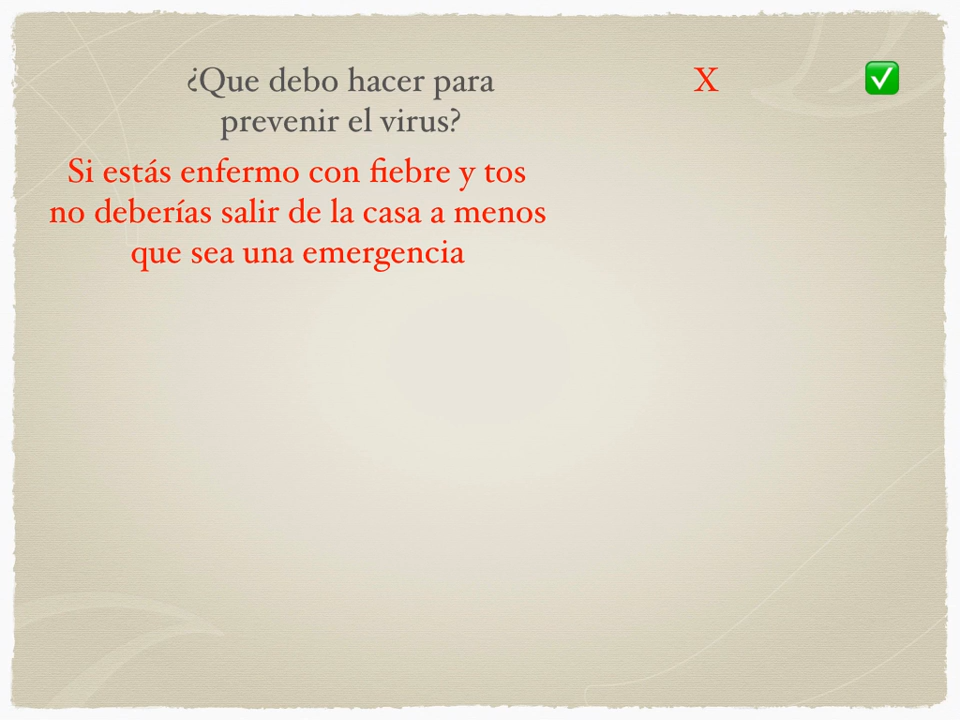 ¿Que debo hacer para
prevenir el virus?
X
✅
Si estás enfermo con fiebre y tos
no deberías salir de la casa a menos
que sea una emergencia